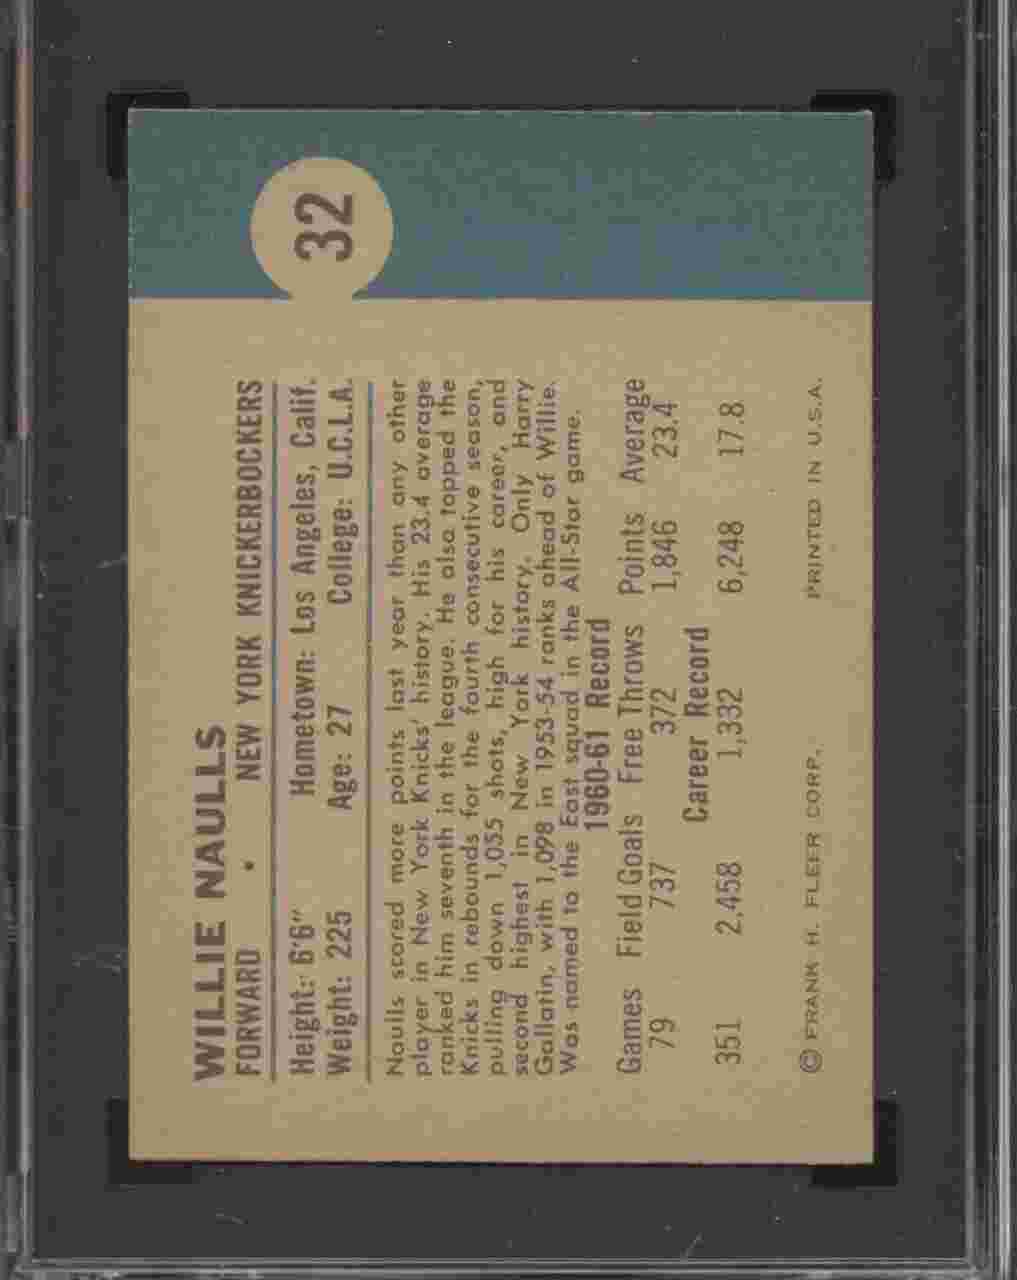 32
WILLIE NAULLS
FORWARD • NEW YORK KNICKERBOCKERS
Height: 6'6" Hometown: Los Angeles, Calif.
Weight: 225 Age: 27 College: U.C.L.A.
Naulls scored more points last year than any other
player in New York Knicks' history. His 23.4 average
ranked him seventh in the league. He also topped the
Knicks in rebounds for the fourth consecutive season,
pulling down 1,055 shots, high for his career, and
second highest in New York history. Only Harry
Gallatin, with 1,098 in 1953-54 ranks ahead of Willie.
Was named to the East squad in the All-Star game.
1960-61 Record
Games Field Goals Free Throws Points Average
79 737 372 1,846 23.4
Career Record
351 2.458 1,332 6,248 17.8
© FRANK H. FLEER CORP. PRINTED IN U.S.A.